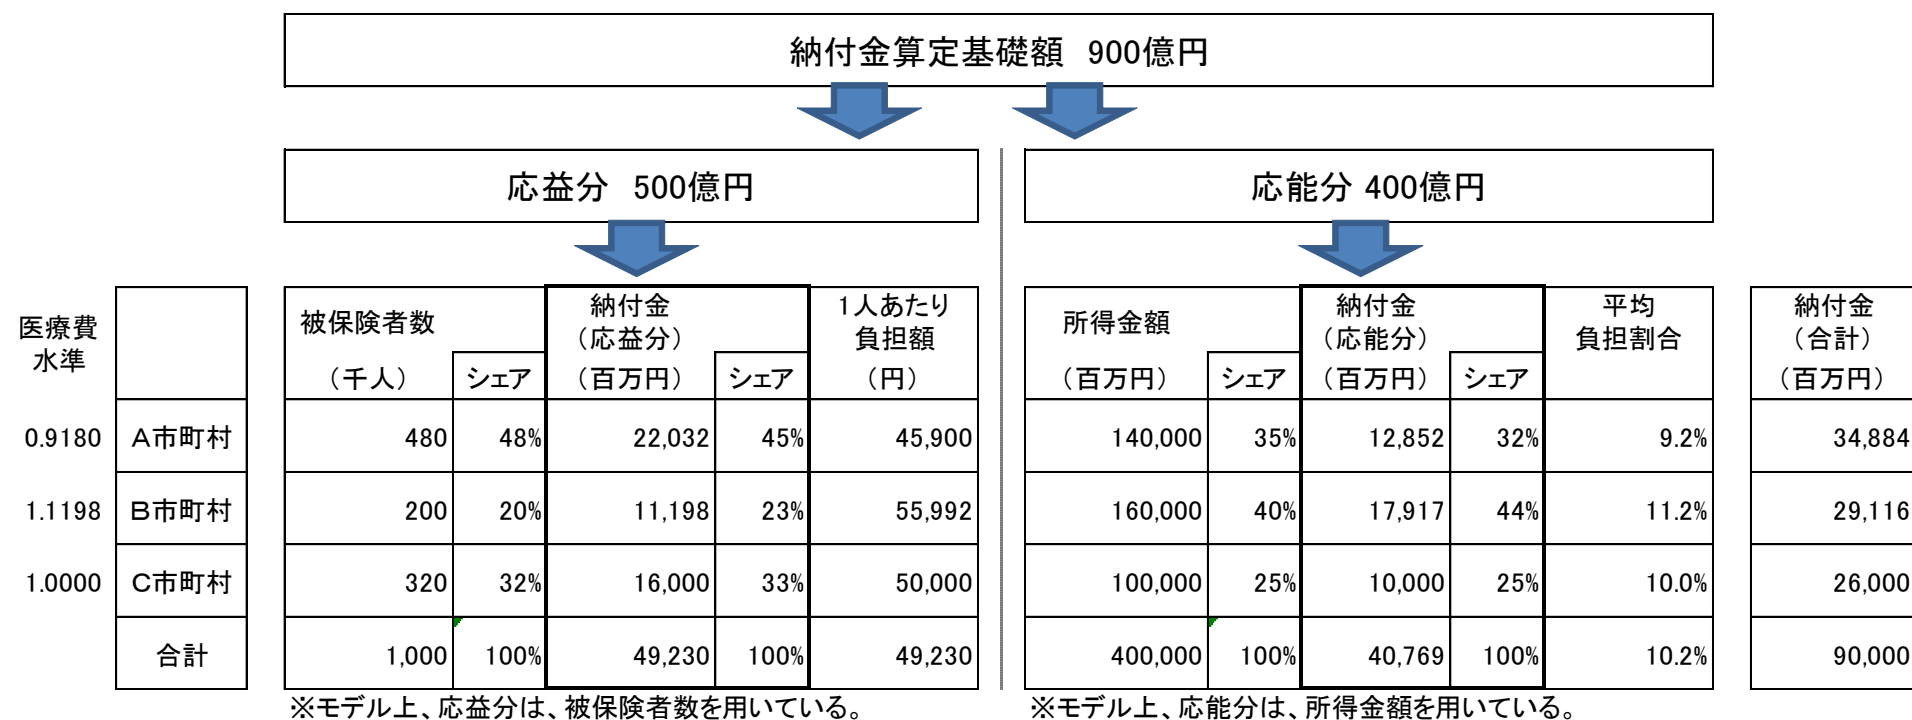 納付金算定基礎額 900億円
応益分 500億円
応能分 400億円
医療費
水準
被保険者数
(千人)
シェア
納付金
(応益分)
(百万円)
シェア
1人あたり
負担額
(円)
所得金額
(百万円)
シェア
納付金
(応能分)
(百万円)
シェア
平均
負担割合
納付金
(合計)
(百万円)
0.9180 A市町村 480 48% 22,032 45% 45,900 140,000 35% 12,852 32% 9.2% 34,884
1.1198 B市町村 200 20% 11,198 23% 55,992 160,000 40% 17,917 44% 11.2% 29,116
1.0000 C市町村 320 32% 16,000 33% 50,000 100,000 25% 10,000 25% 10.0% 26,000
合計 1,000 100% 49,230 100% 49,230 400,000 100% 40,769 100% 10.2% 90,000
※モデル上、応益分は、被保険者数を用いている。
※モデル上、応能分は、所得金額を用いている。